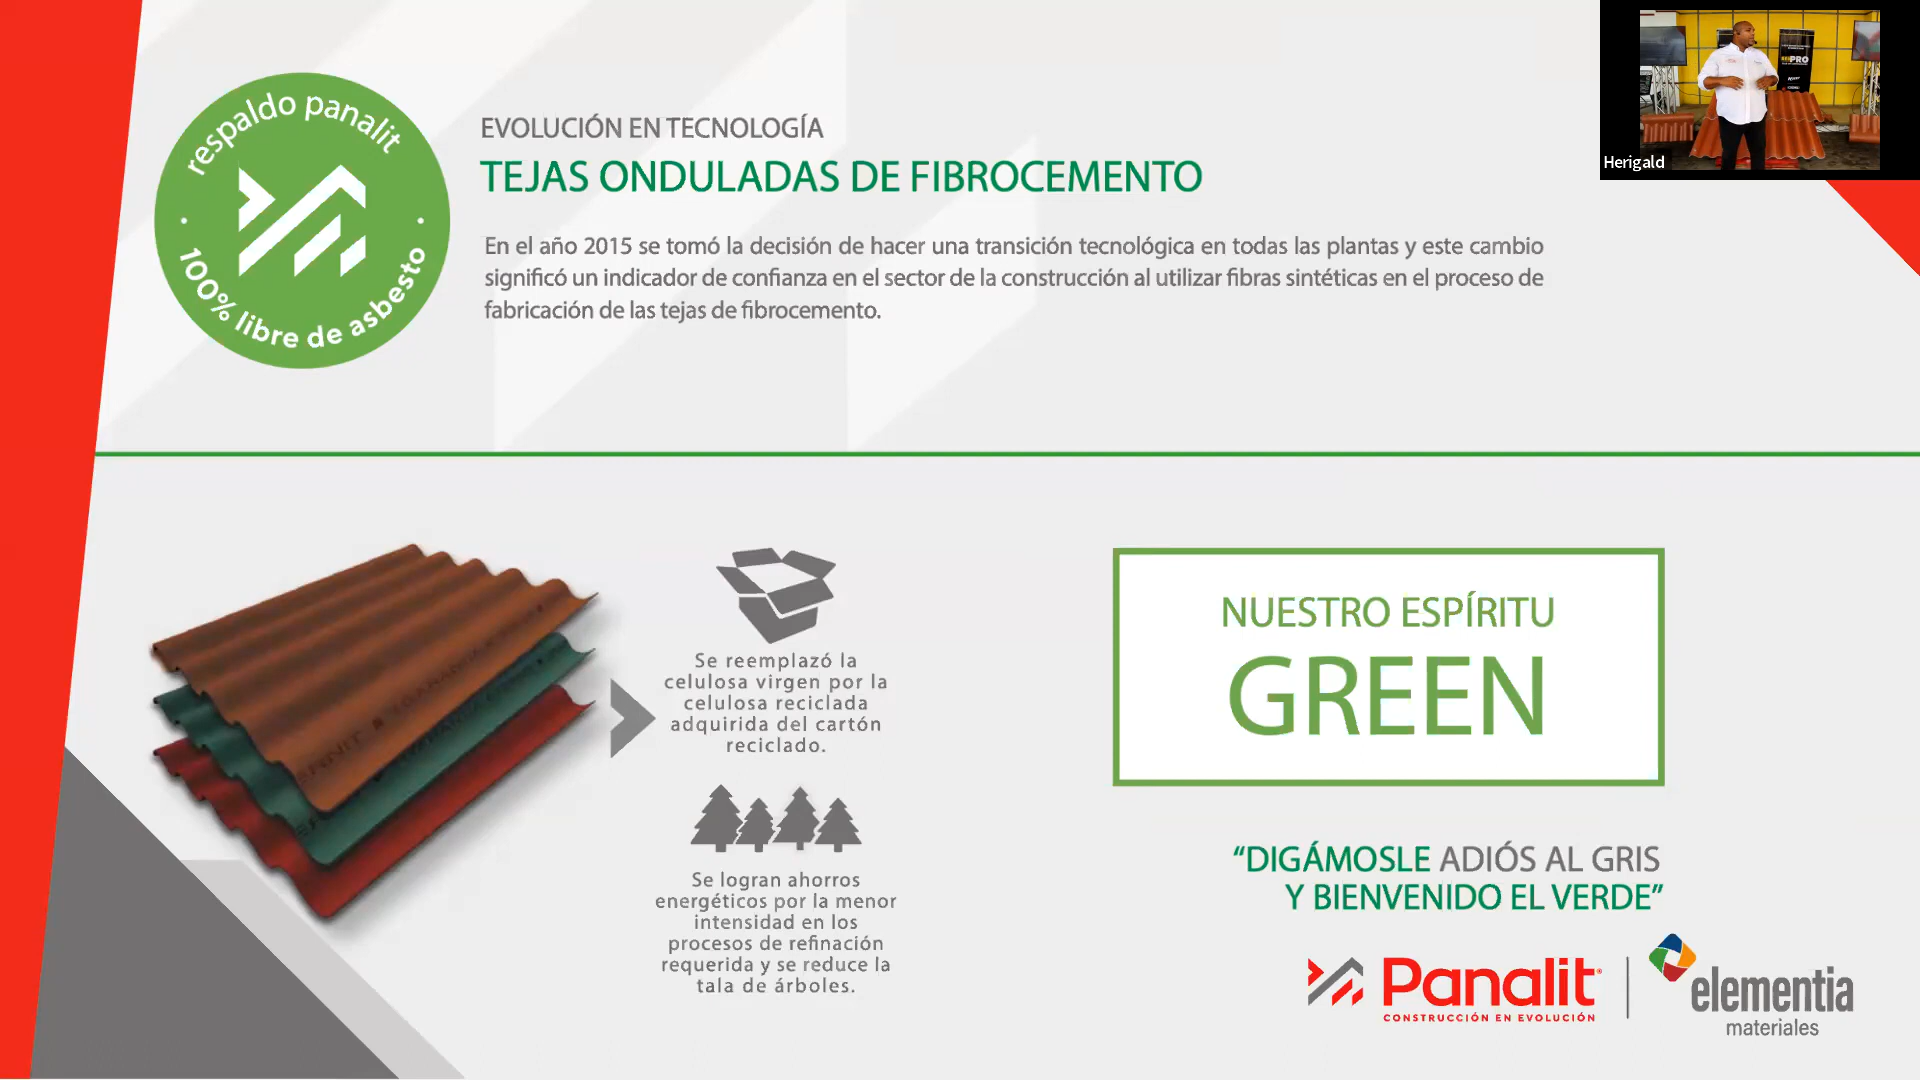 respaldo panalit
100% libre de asbesto
EVOLUCIÓN EN TECNOLOGÍA
TEJAS ONDULADAS DE FIBROCEMENTO
En el año 2015 se tomó la decisión de hacer una transición tecnológica en todas las plantas y este cambio
significó un indicador de confianza en el sector de la construcción al utilizar fibras sintéticas en el proceso de
fabricación de las tejas de fibrocemento.
PRO
Herigald
Se reemplazó la
celulosa virgen por la
celulosa reciclada
adquirida del cartón
reciclado.
Se logran ahorros
energéticos por la menor
intensidad en los
procesos de refinación
requerida y se reduce la
tala de árboles.
NUESTRO ESPÍRITU
GREEN
“DIGÁMOSLE ADIÓS AL GRIS
Y BIENVENIDO EL VERDE”
Panalit®
CONSTRUCCIÓN EN EVOLUCIÓN
elementia
materiales